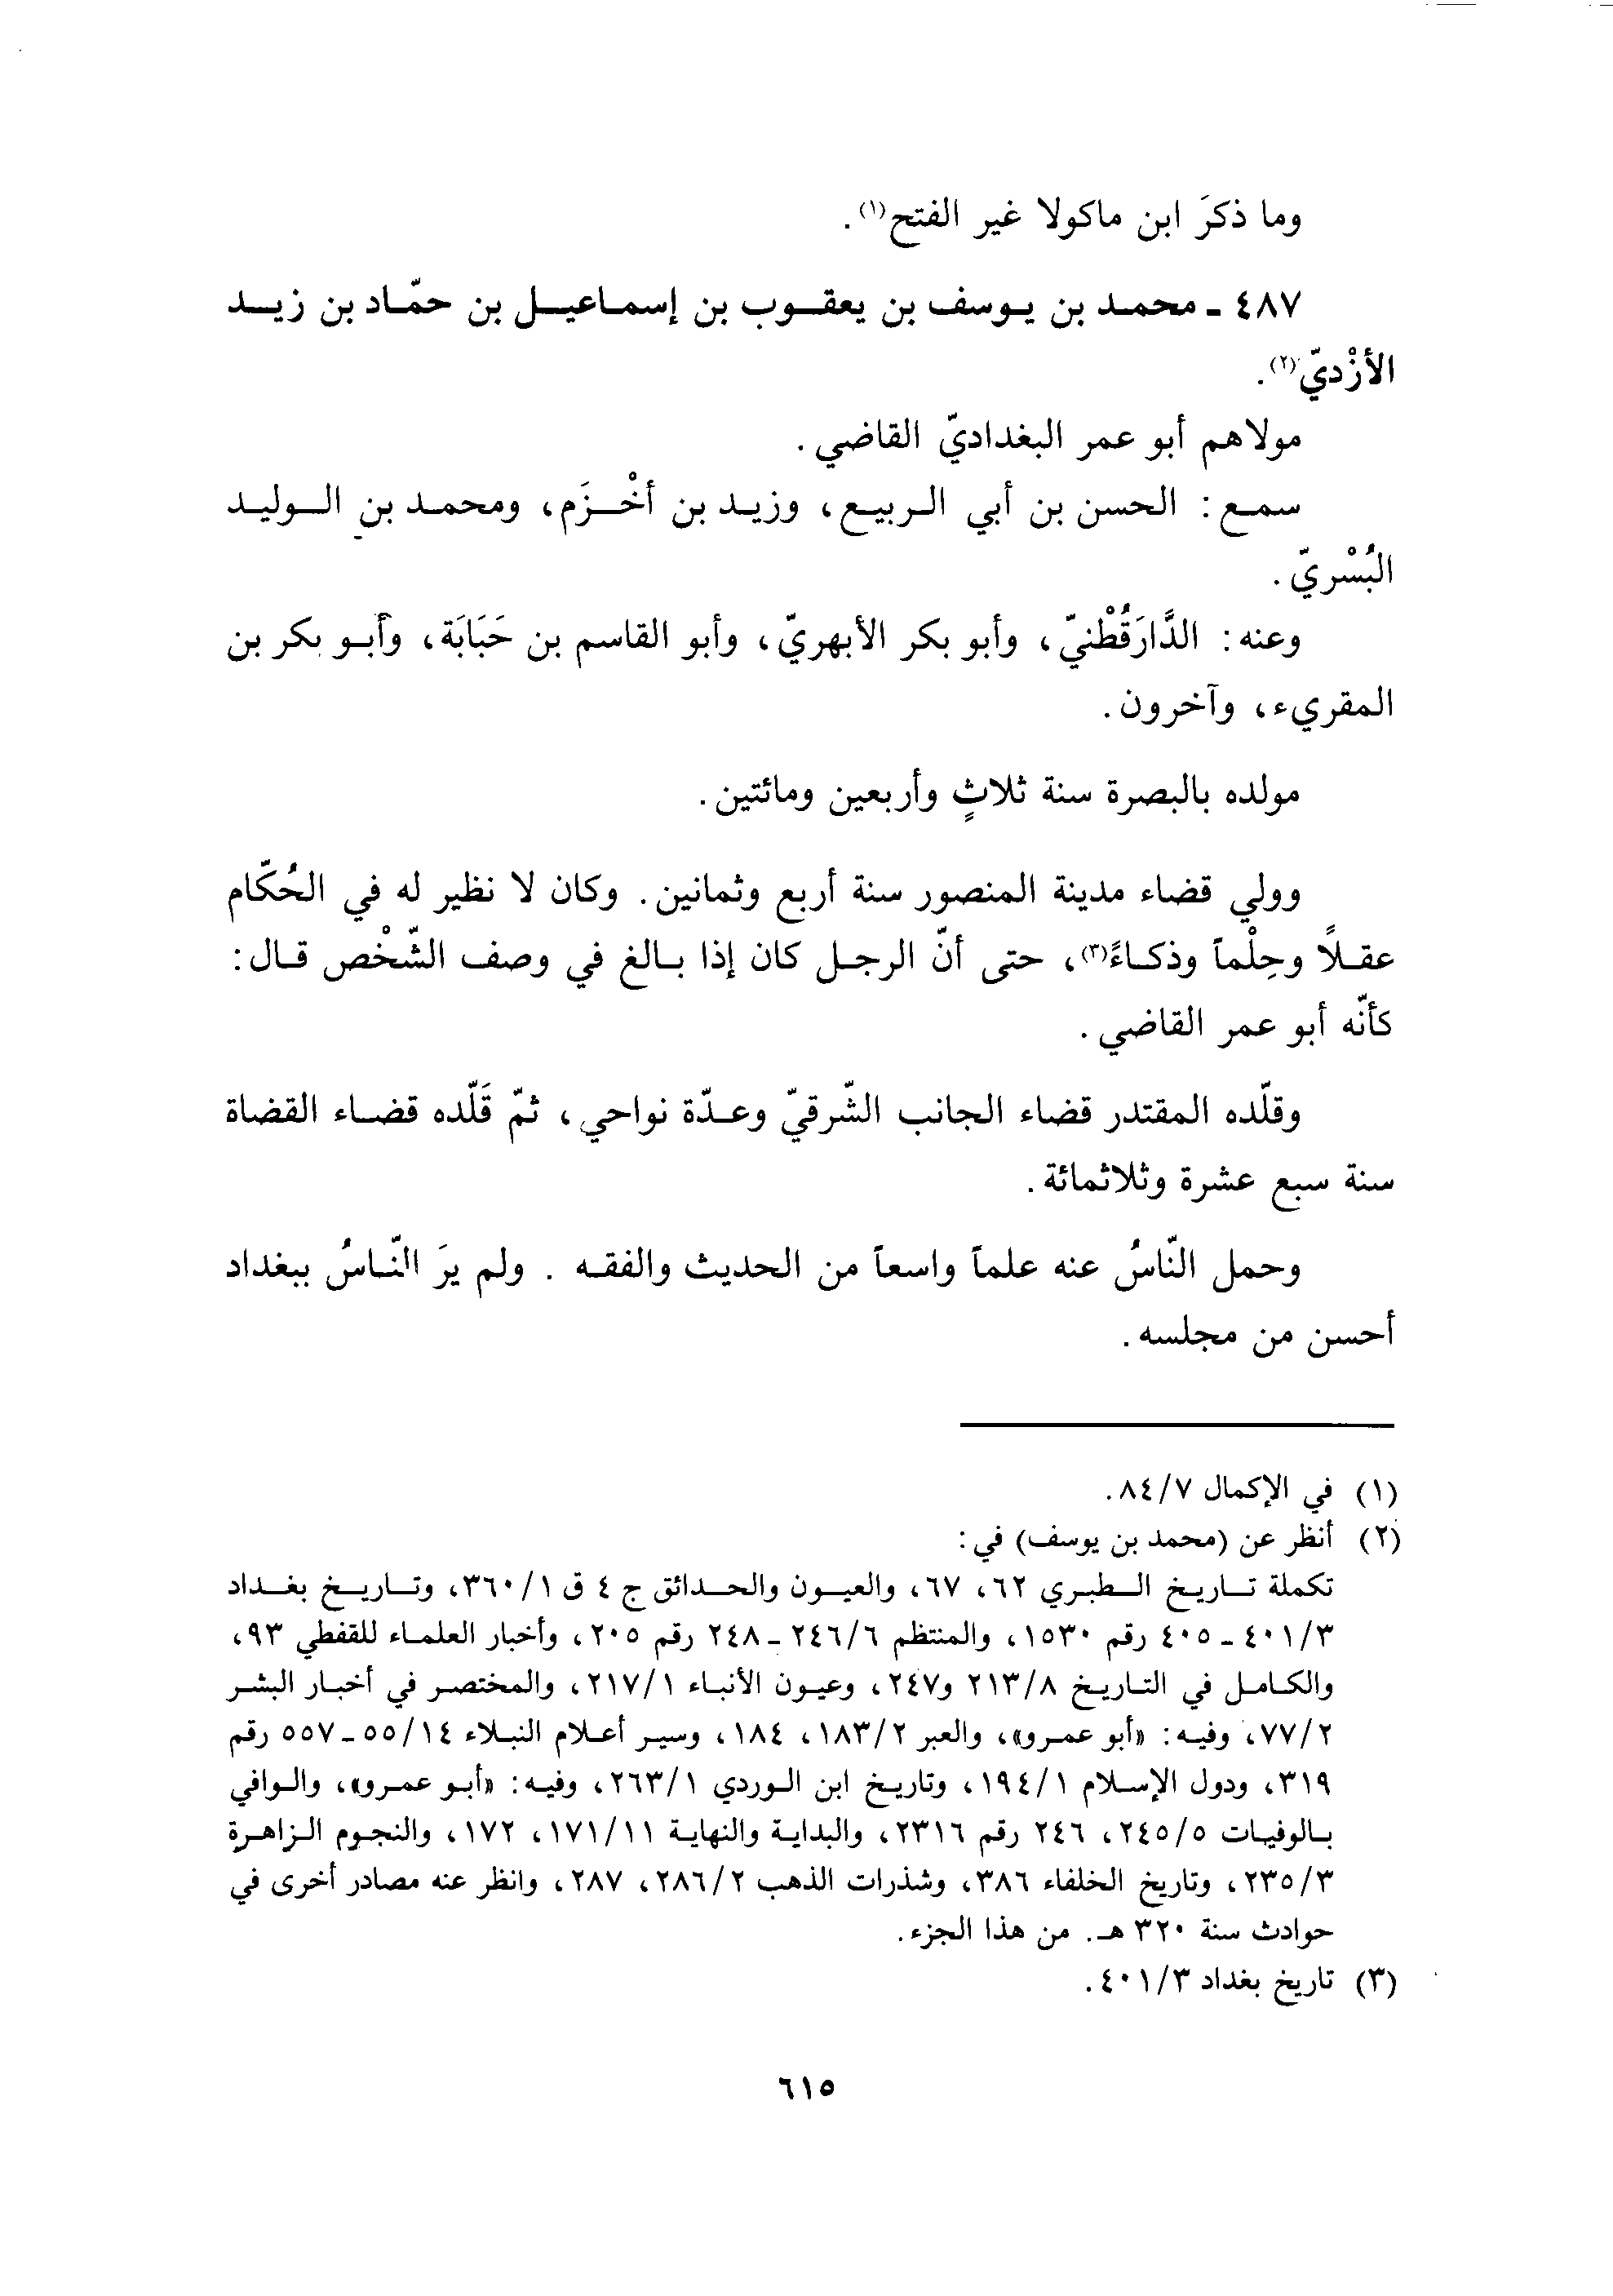 وما ذكرَ ابن ماكولا غير الفتح(١).
٤٨٧ ـ محمد بن يوسف بن يعقوب بن إسماعيل بن حمّاد بن زيد
الأزْديّ(٢).
مولاهم أبو عمر البغداديّ القاضي.
سمع: الحسن بن أبي الربيع، وزيد بن أخْزَم، ومحمد بن الوليد
البُسْريّ.
وعنه: الدَّارَقُطْنيّ، وأبو بكر الأبهريّ، وأبو القاسم بن حَبَابَة، وأبو بكر بن
المقريء، وآخرون.
مولده بالبصرة سنة ثلاثٍ وأربعين ومائتين.
وولي قضاء مدينة المنصور سنة أربع وثمانين. وكان لا نظير له في الحُكّام
عقلاً وحِلْماً وذكاءً(٣)، حتى أنّ الرجل كان إذا بالغ في وصف الشّخْص قال:
كأنّه أبو عمر القاضي.
وقلّده المقتدر قضاء الجانب الشّرقيّ وعدّة نواحي، ثمّ قَلّده قضاء القضاة
سنة سبع عشرة وثلاثمائة.
وحمل النّاسُ عنه علماً واسعاً من الحديث والفقه . ولم يرَ النّاسُ ببغداد
أحسن من مجلسه.
(١) في الإكمال ٨٤/٧.
(٢) أنظر عن (محمد بن يوسف) في:
تكملة تاريخ الطبري ٦٢، ٦٧، والعيون والحدائق ج ٤ ق ٣٦٠/١، وتاريخ بغداد
٤٠١/٣ ـ ٤٠٥ رقم ١٥٣٠، والمنتظم ٢٤٦/٦ ـ ٢٤٨ رقم ٢٠٥، وأخبار العلماء للقفطي ٩٣،
والكامل في التاريخ ٢١٣/٨ و٢٤٧، وعيون الأنباء ٢١٧/١، والمختصر في أخبار البشر
٧٧/٢، وفيه: «أبو عمرو»، والعبر ١٨٣/٢، ١٨٤، وسير أعلام النبلاء ٥٥/١٤ ـ ٥٥٧ رقم
٣١٩، ودول الإسلام ١٩٤/١، وتاريخ ابن الوردي ٢٦٣/١، وفيه: «أبو عمرو»، والوافي
بالوفيات ٢٤٥/٥، ٢٤٦ رقم ٢٣١٦، والبداية والنهاية ١٧١/١١، ١٧٢، والنجوم الزاهرة
٢٣٥/٣، وتاريخ الخلفاء ٣٨٦، وشذرات الذهب ٢٨٦/٢، ٢٨٧، وانظر عنه مصادر أخرى في
حوادث سنة ٣٢٠ هـ. من هذا الجزء.
(٣) تاريخ بغداد ٤٠١/٣.
٦١٥